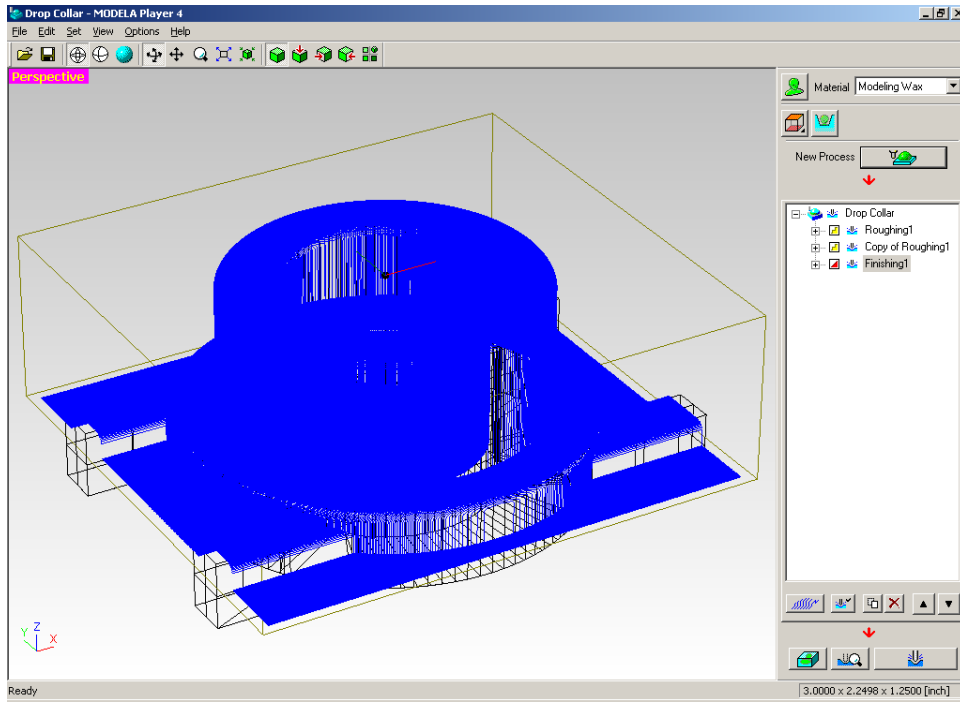 Drop Collar - MODELA Player 4
File Edit Set View Options Help
Perspective
Material Modeling Wax
New Process
Drop Collar
Roughing1
Copy of Roughing1
Finishing1
Z
Y
X
Ready
3.0000 x 2.2498 x 1.2500 [inch]